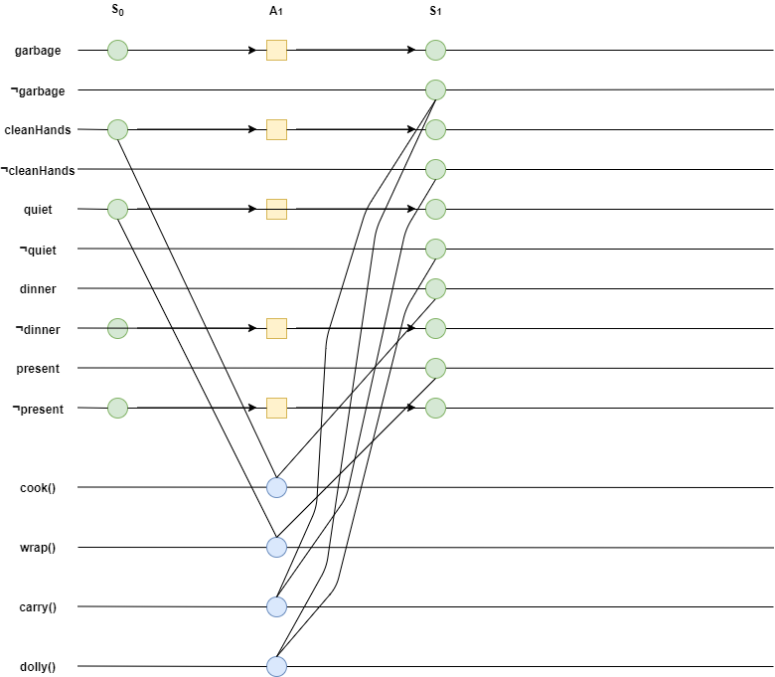 S₀ A₁ S₁
garbage
¬garbage
cleanHands
¬cleanHands
quiet
¬quiet
dinner
¬dinner
present
¬present
cook()
wrap()
carry()
dolly()